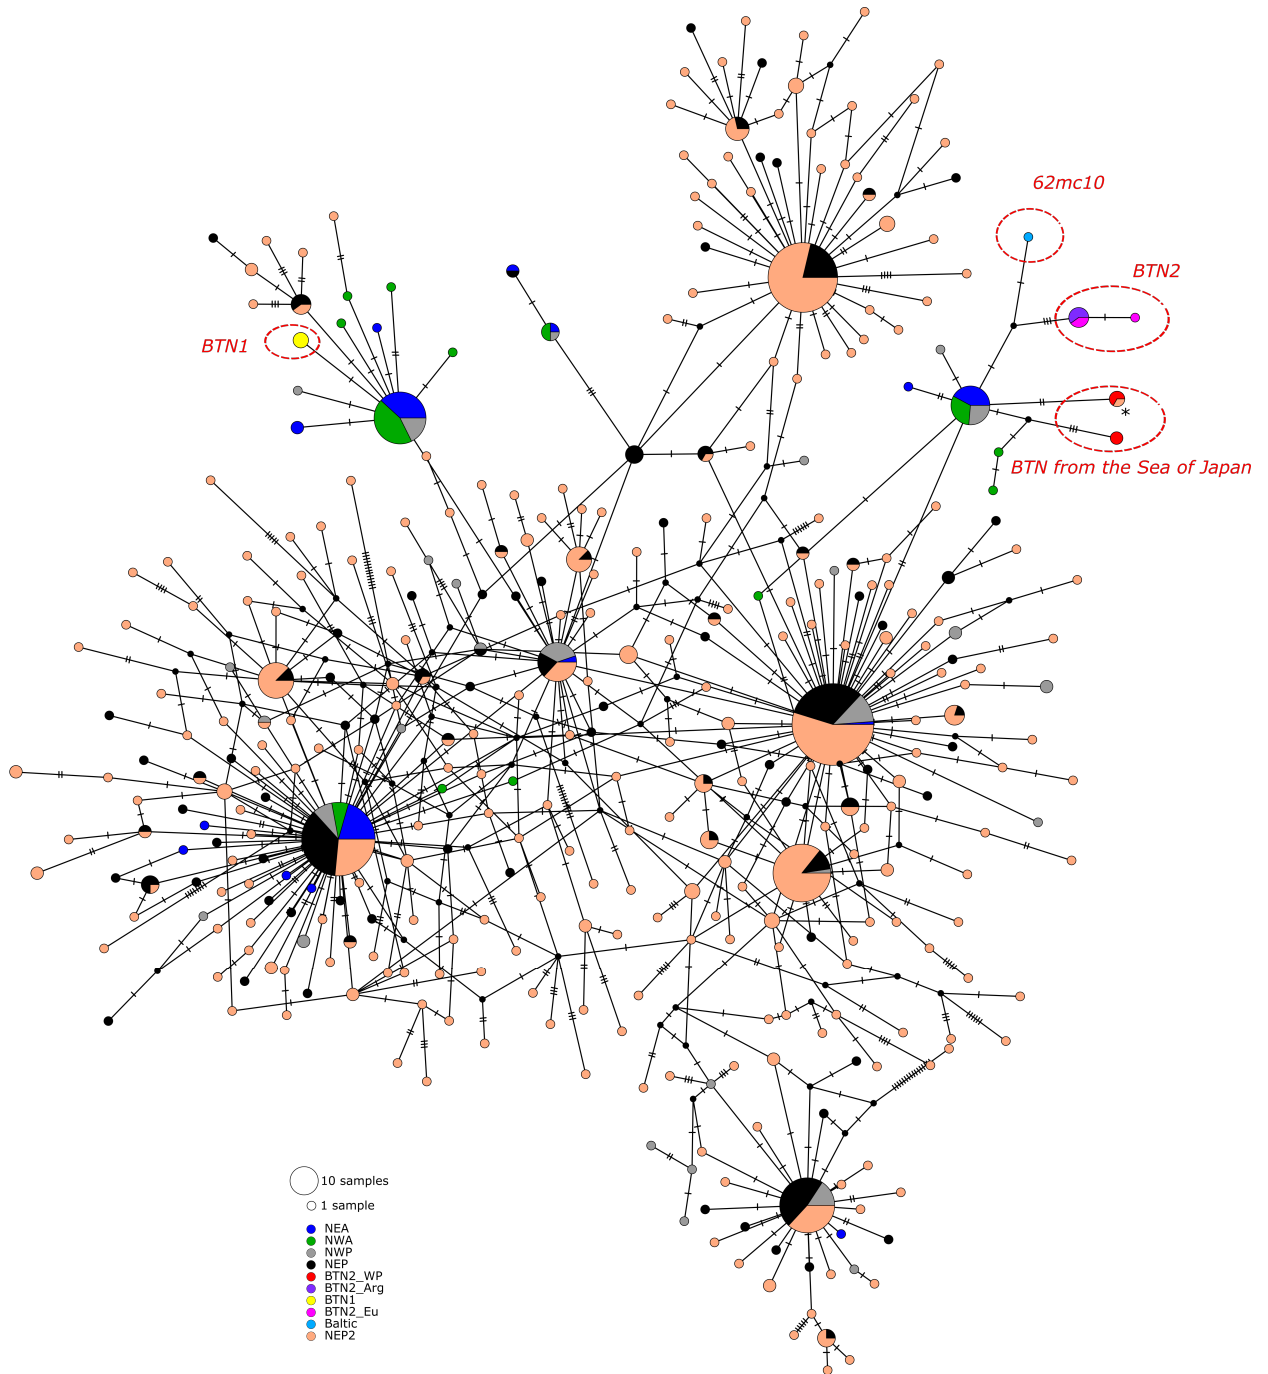 62mc10
BTN2
BTN1
*
BTN from the Sea of Japan
10 samples
1 sample
NEA
NWA
NWP
NEP
BTN2_WP
BTN2_Arg
BTN1
BTN2_Eu
Baltic
NEP2